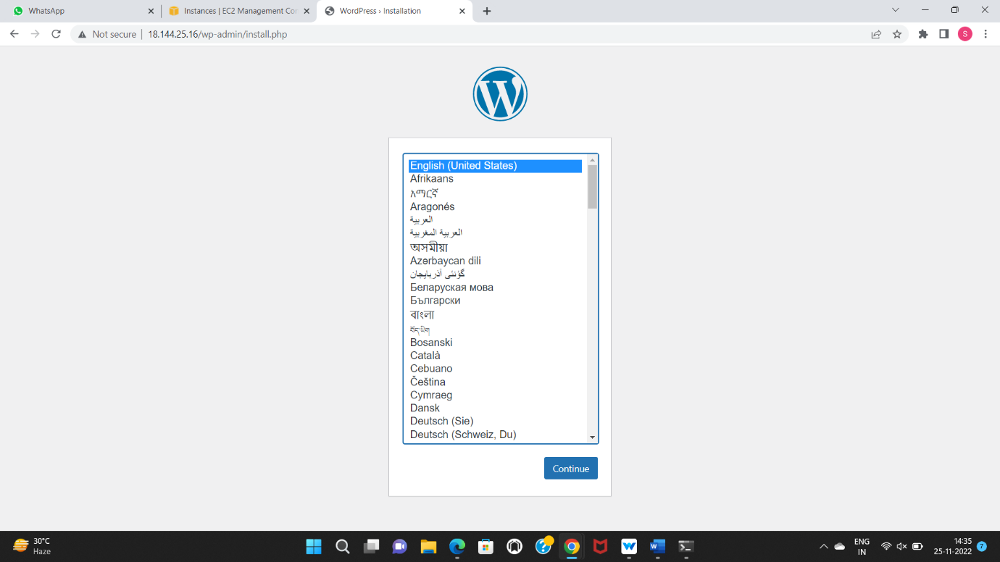 WhatsApp
Instances | EC2 Management Con
WordPress › Installation
Not secure
18.144.25.16/wp-admin/install.php
S
English (United States)
Afrikaans
አማርኛ
Aragonés
العربية
العربية المغربية
অসমীয়া
Azərbaycan dili
گؤنئی آذربایجان
Беларуская мова
Български
বাংলা
བོད་ཡིག
Bosanski
Català
Cebuano
Čeština
Cymraeg
Dansk
Deutsch (Sie)
Deutsch (Schweiz, Du)
Continue
30°C
Haze
ENG
IN
14:35
25-11-2022
7